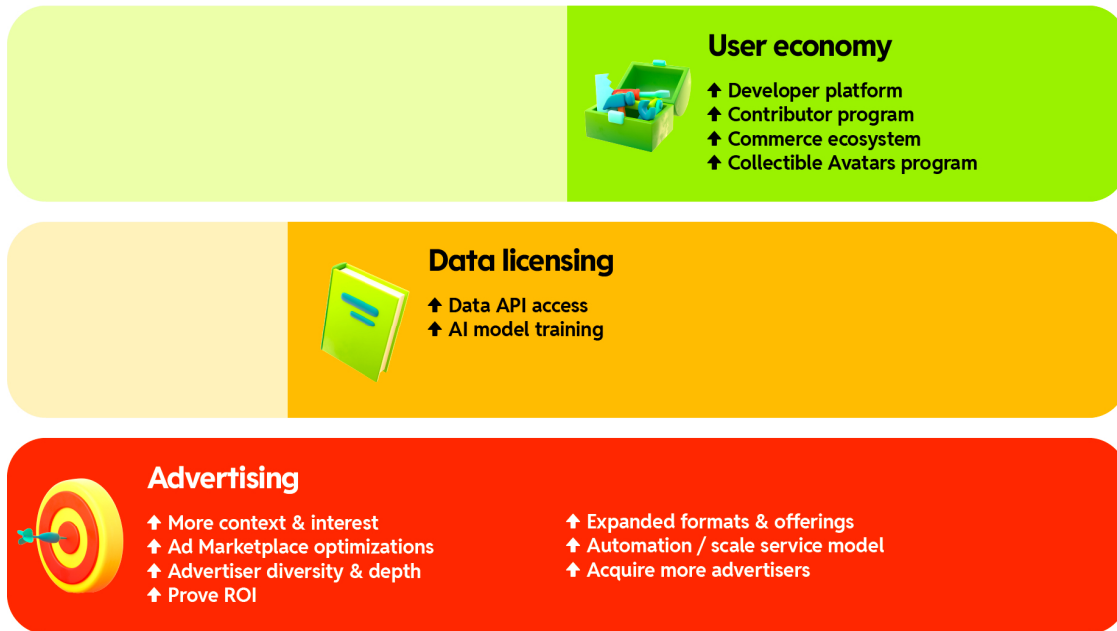 User economy
Developer platform
Contributor program
Commerce ecosystem
Collectible Avatars program
Data licensing
Data API access
AI model training
Advertising
More context & interest
Ad Marketplace optimizations
Advertiser diversity & depth
Prove ROI
Expanded formats & offerings
Automation / scale service model
Acquire more advertisers